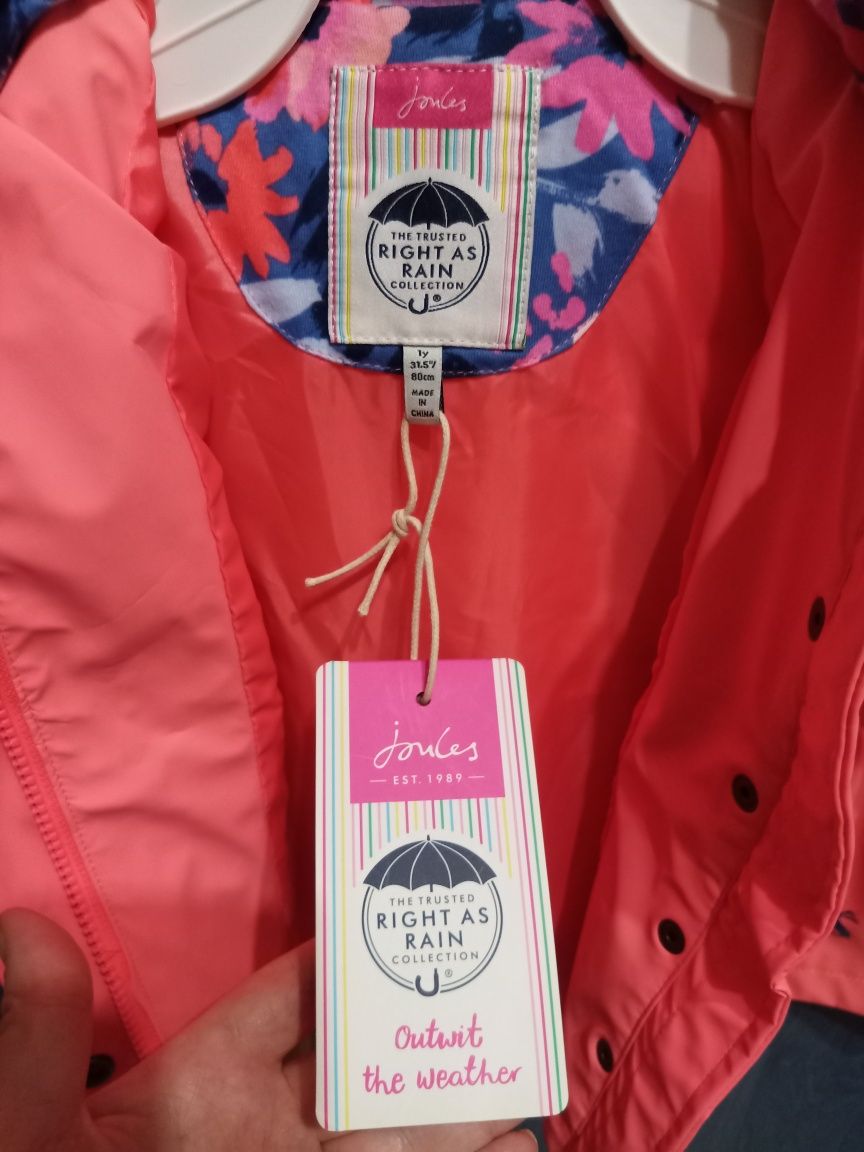 Joules
THE TRUSTED
RIGHT AS
RAIN
COLLECTION
®
1y
31.5"/
80cm
MADE
IN
CHINA
Joules
EST. 1989
THE TRUSTED
RIGHT AS
RAIN
COLLECTION
®
Outwit
the weather